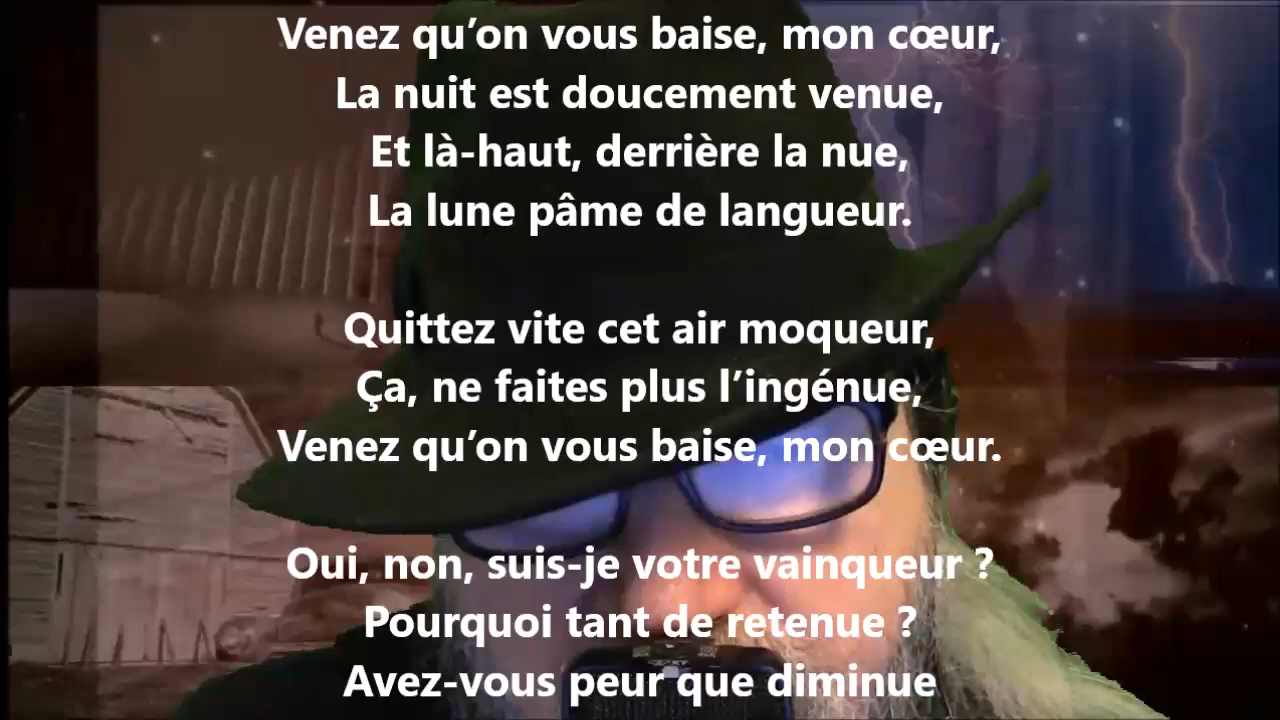 Venez qu’on vous baise, mon cœur,
La nuit est doucement venue,
Et là-haut, derrière la nue,
La lune pâme de langueur.
Quittez vite cet air moqueur,
Ça, ne faites plus l’ingénue,
Venez qu’on vous baise, mon cœur.
Oui, non, suis-je votre vainqueur ?
Pourquoi tant de retenue ?
Avez-vous peur que diminue